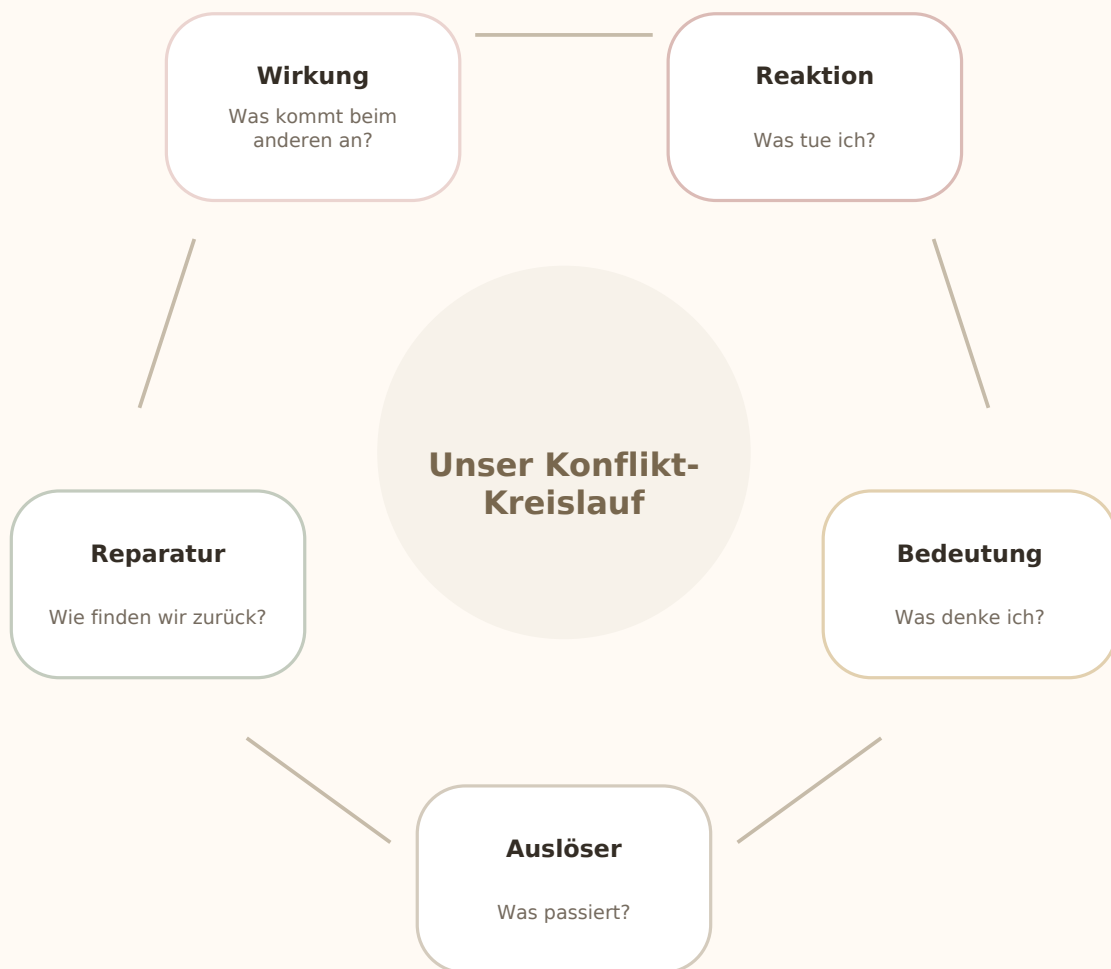 Wirkung
Was kommt beim
anderen an?
Reaktion
Was tue ich?
Unser Konflikt-
Kreislauf
Reparatur
Wie finden wir zurück?
Bedeutung
Was denke ich?
Auslöser
Was passiert?